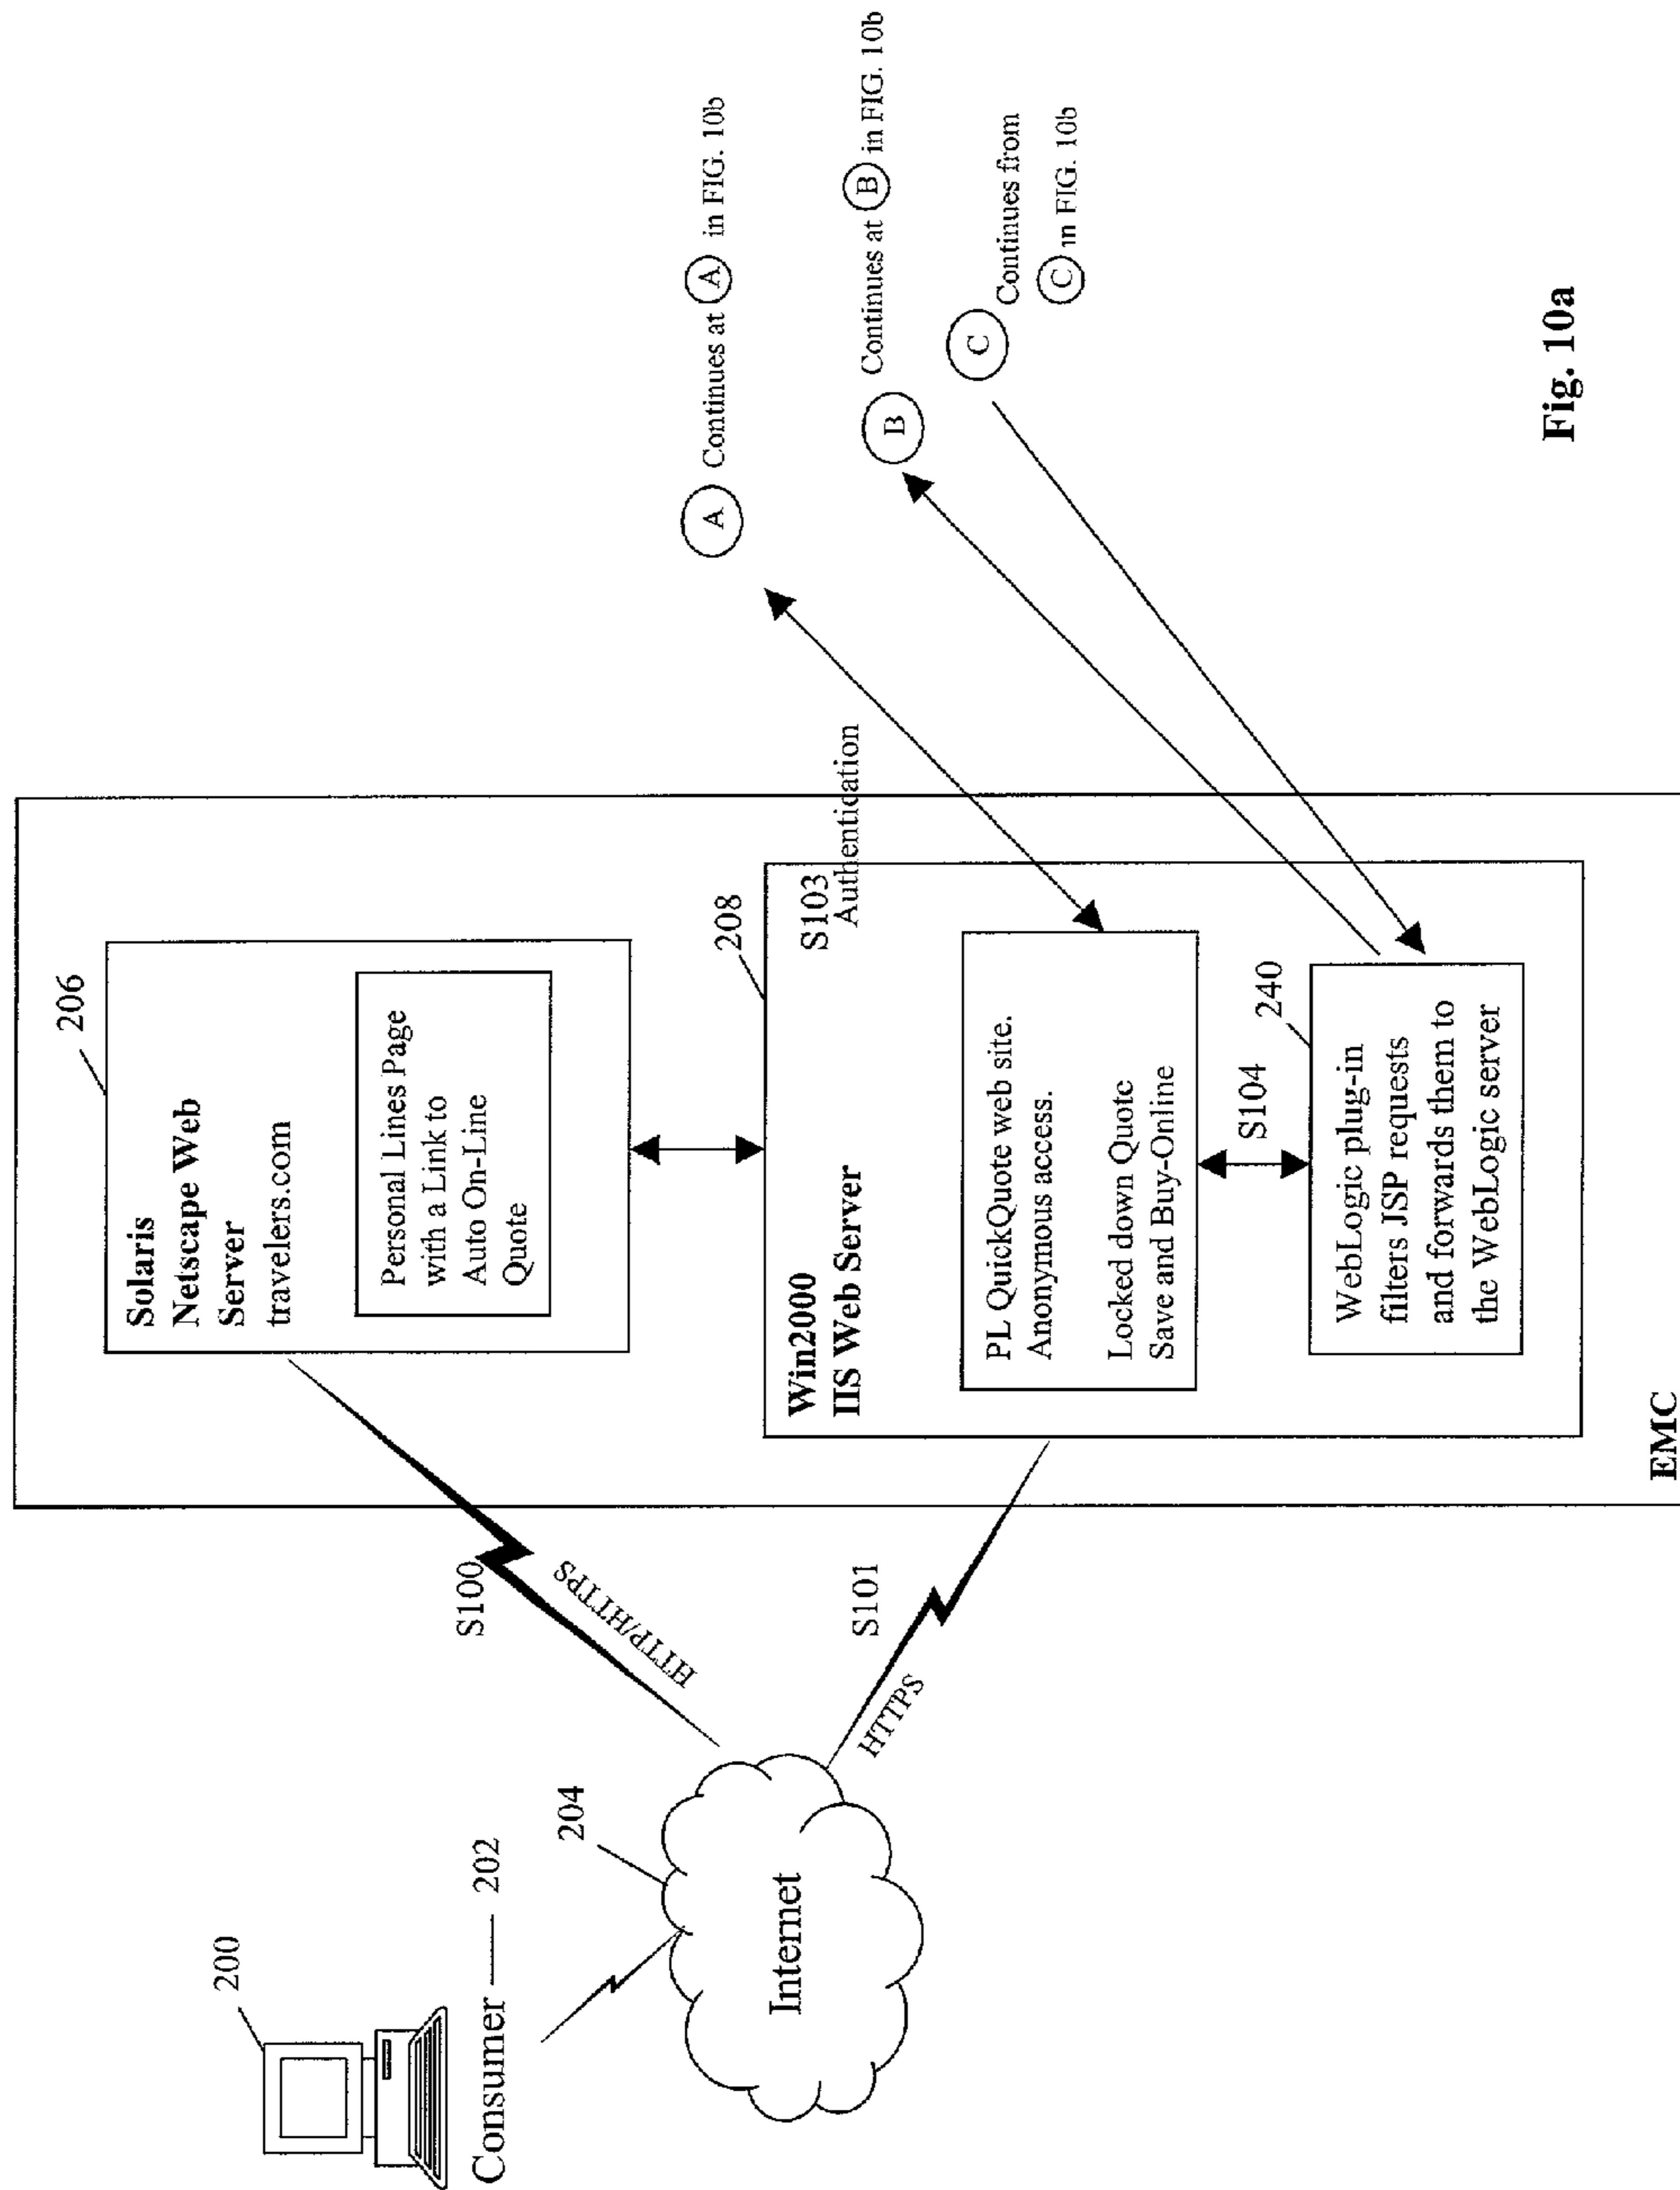 200
Consumer — 202
204
Internet
S100
HTTP/HTTPS
S101
HTTPS
206
Solaris
Netscape Web
Server
travelers.com
Personal Lines Page
with a Link to
Auto On-Line
Quote
208
Win2000
IIS Web Server
S103
Authentication
PL QuickQuote web site.
Anonymous access.
Locked down Quote
Save and Buy-Online
S104
240
WebLogic plug-in
filters JSP requests
and forwards them to
the WebLogic server
EMC
A Continues at A in FIG. 10b
B Continues at B in FIG. 10b
C Continues from
C in FIG. 10b
Fig. 10a